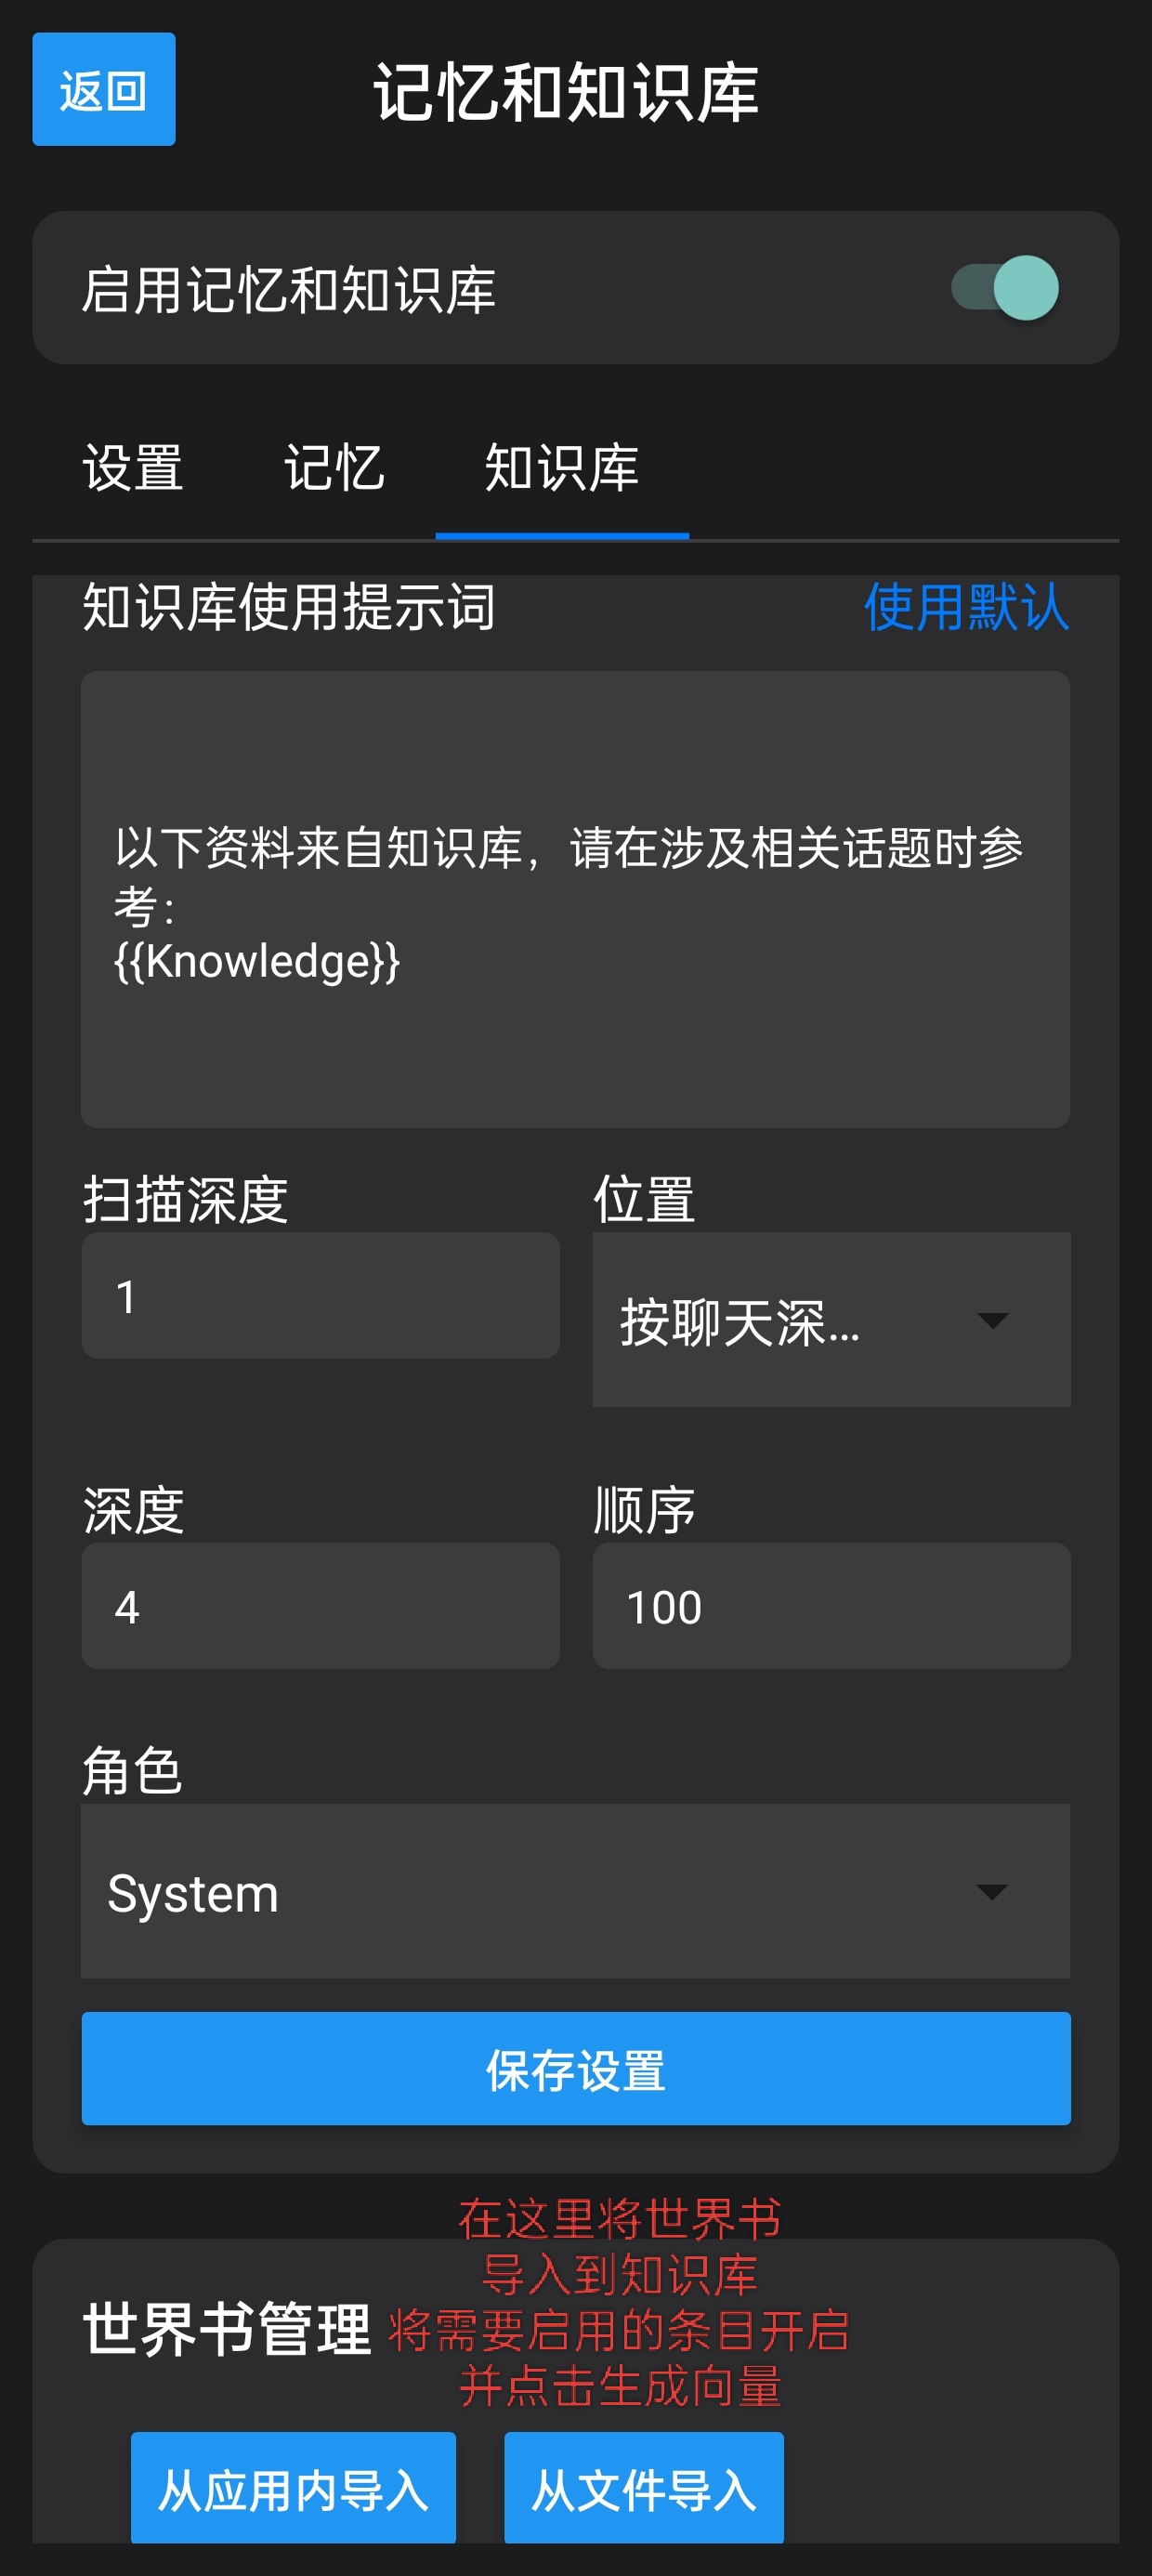 返回
记忆和知识库
启用记忆和知识库
设置 记忆 知识库
知识库使用提示词 使用默认
以下资料来自知识库，请在涉及相关话题时参
考：
{{Knowledge}}
扫描深度 位置
1 按聊天深...
深度 顺序
4 100
角色
System
保存设置
在这里将世界书
导入到知识库
世界书管理 将需要启用的条目开启
并点击生成向量
从应用内导入 从文件导入